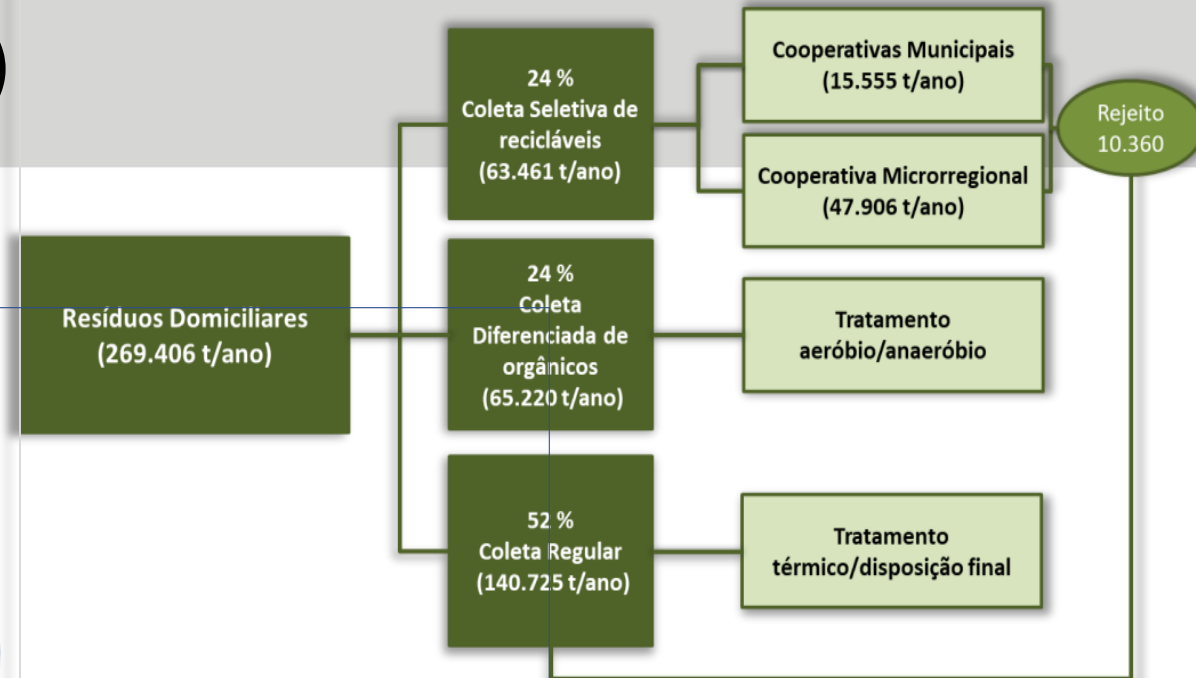 Resíduos Domiciliares
(269.406 t/ano)
24 %
Coleta Seletiva de
recicláveis
(63.461 t/ano)
Cooperativas Municipais
(15.555 t/ano)
Cooperativa Microrregional
(47.906 t/ano)
Rejeito
10.360
24 %
Coleta
Diferenciada de
orgânicos
(65.220 t/ano)
Tratamento
aeróbio/anaeróbio
52 %
Coleta Regular
(140.725 t/ano)
Tratamento
térmico/disposição final